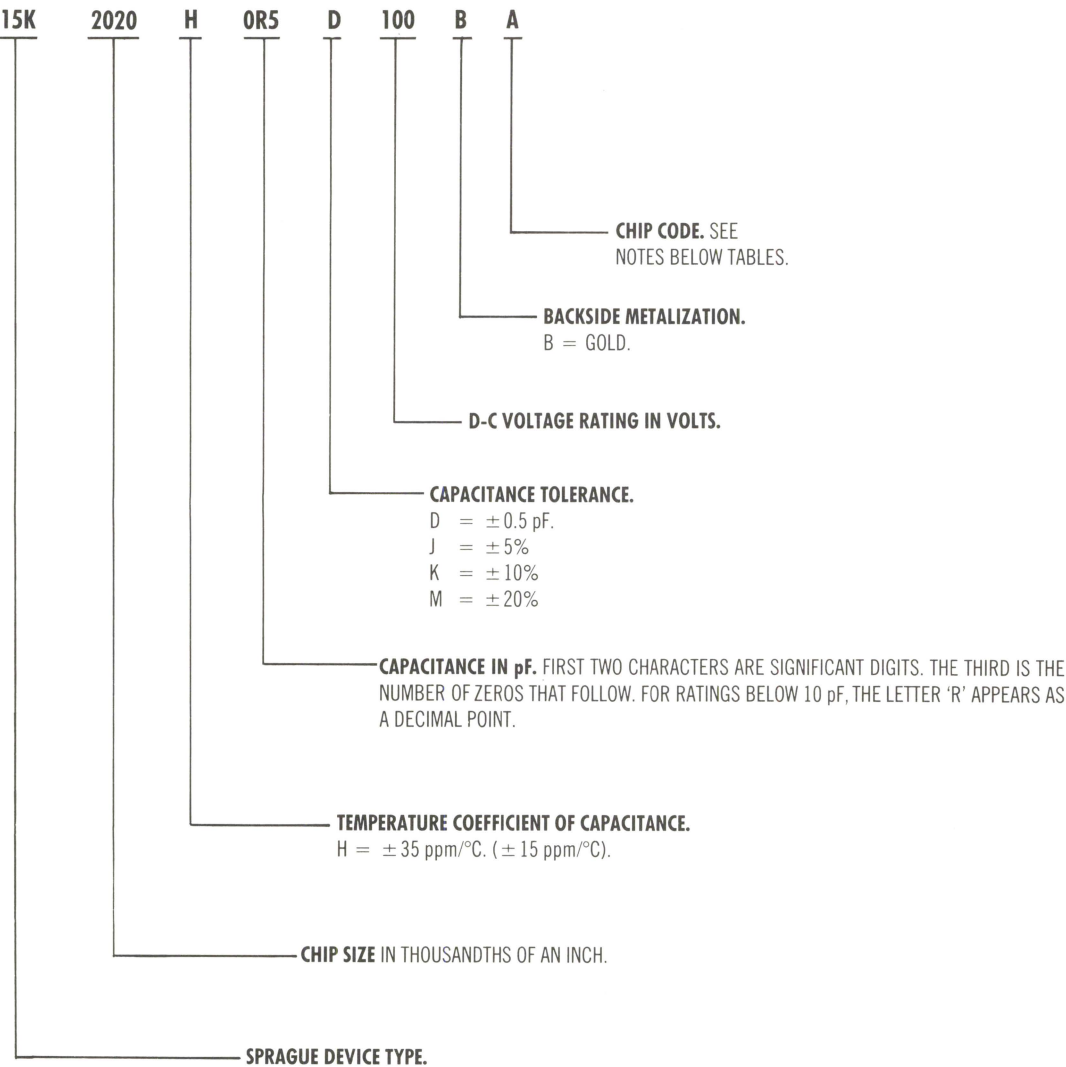 15K 2020 H 0R5 D 100 B A
CHIP CODE. SEE
NOTES BELOW TABLES.
BACKSIDE METALIZATION.
B = GOLD.
D-C VOLTAGE RATING IN VOLTS.
CAPACITANCE TOLERANCE.
D = ±0.5 pF.
J = ±5%
K = ±10%
M = ±20%
CAPACITANCE IN pF. FIRST TWO CHARACTERS ARE SIGNIFICANT DIGITS. THE THIRD IS THE
NUMBER OF ZEROS THAT FOLLOW. FOR RATINGS BELOW 10 pF, THE LETTER ‘R’ APPEARS AS
A DECIMAL POINT.
TEMPERATURE COEFFICIENT OF CAPACITANCE.
H = ±35 ppm/°C. (±15 ppm/°C).
CHIP SIZE IN THOUSANDTHS OF AN INCH.
SPRAGUE DEVICE TYPE.